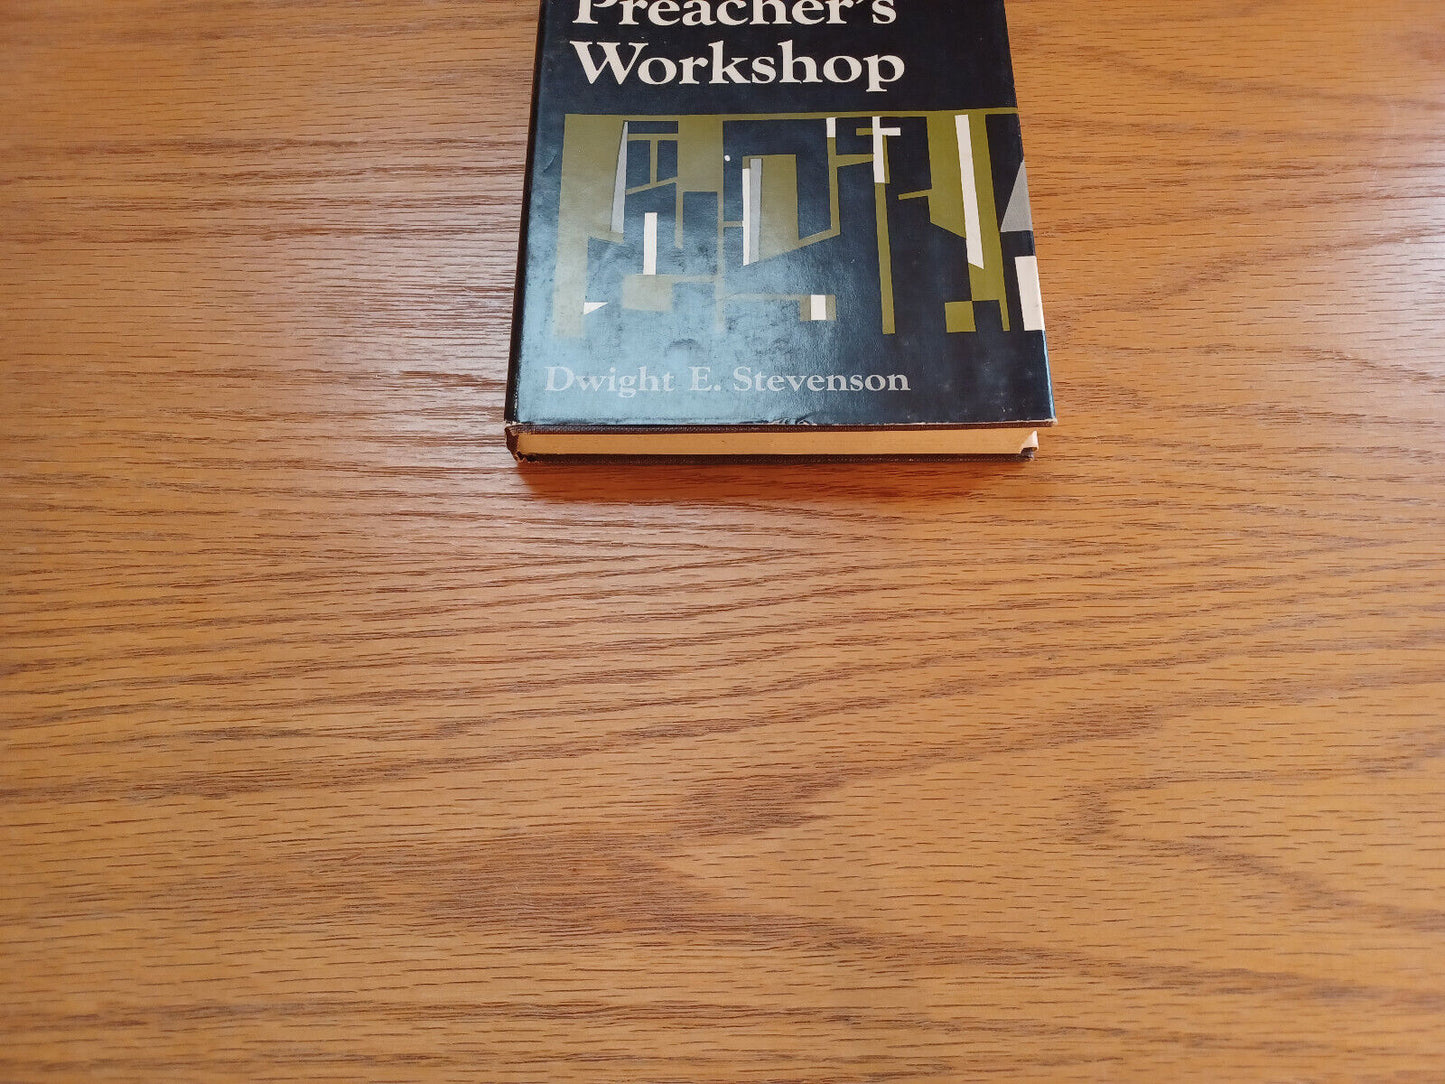 Preacher's
Workshop
Dwight E. Stevenson